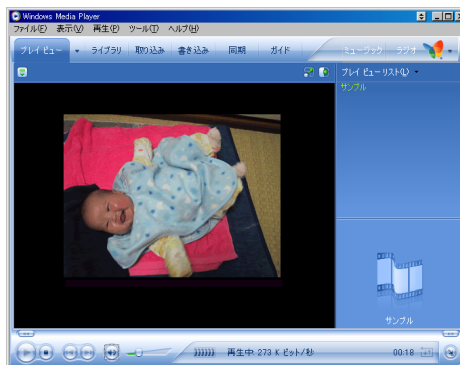 Windows Media Player
ファイル(F) 表示(V) 再生(P) ツール(T) ヘルプ(H)
プレイ ビュー ライブラリ 取り込み 書き込み 同期 ガイド ミュージック ラジオ
プレイ ビュー リスト(L)
サンプル
サンプル
再生中: 273 K ビット/秒 00:18